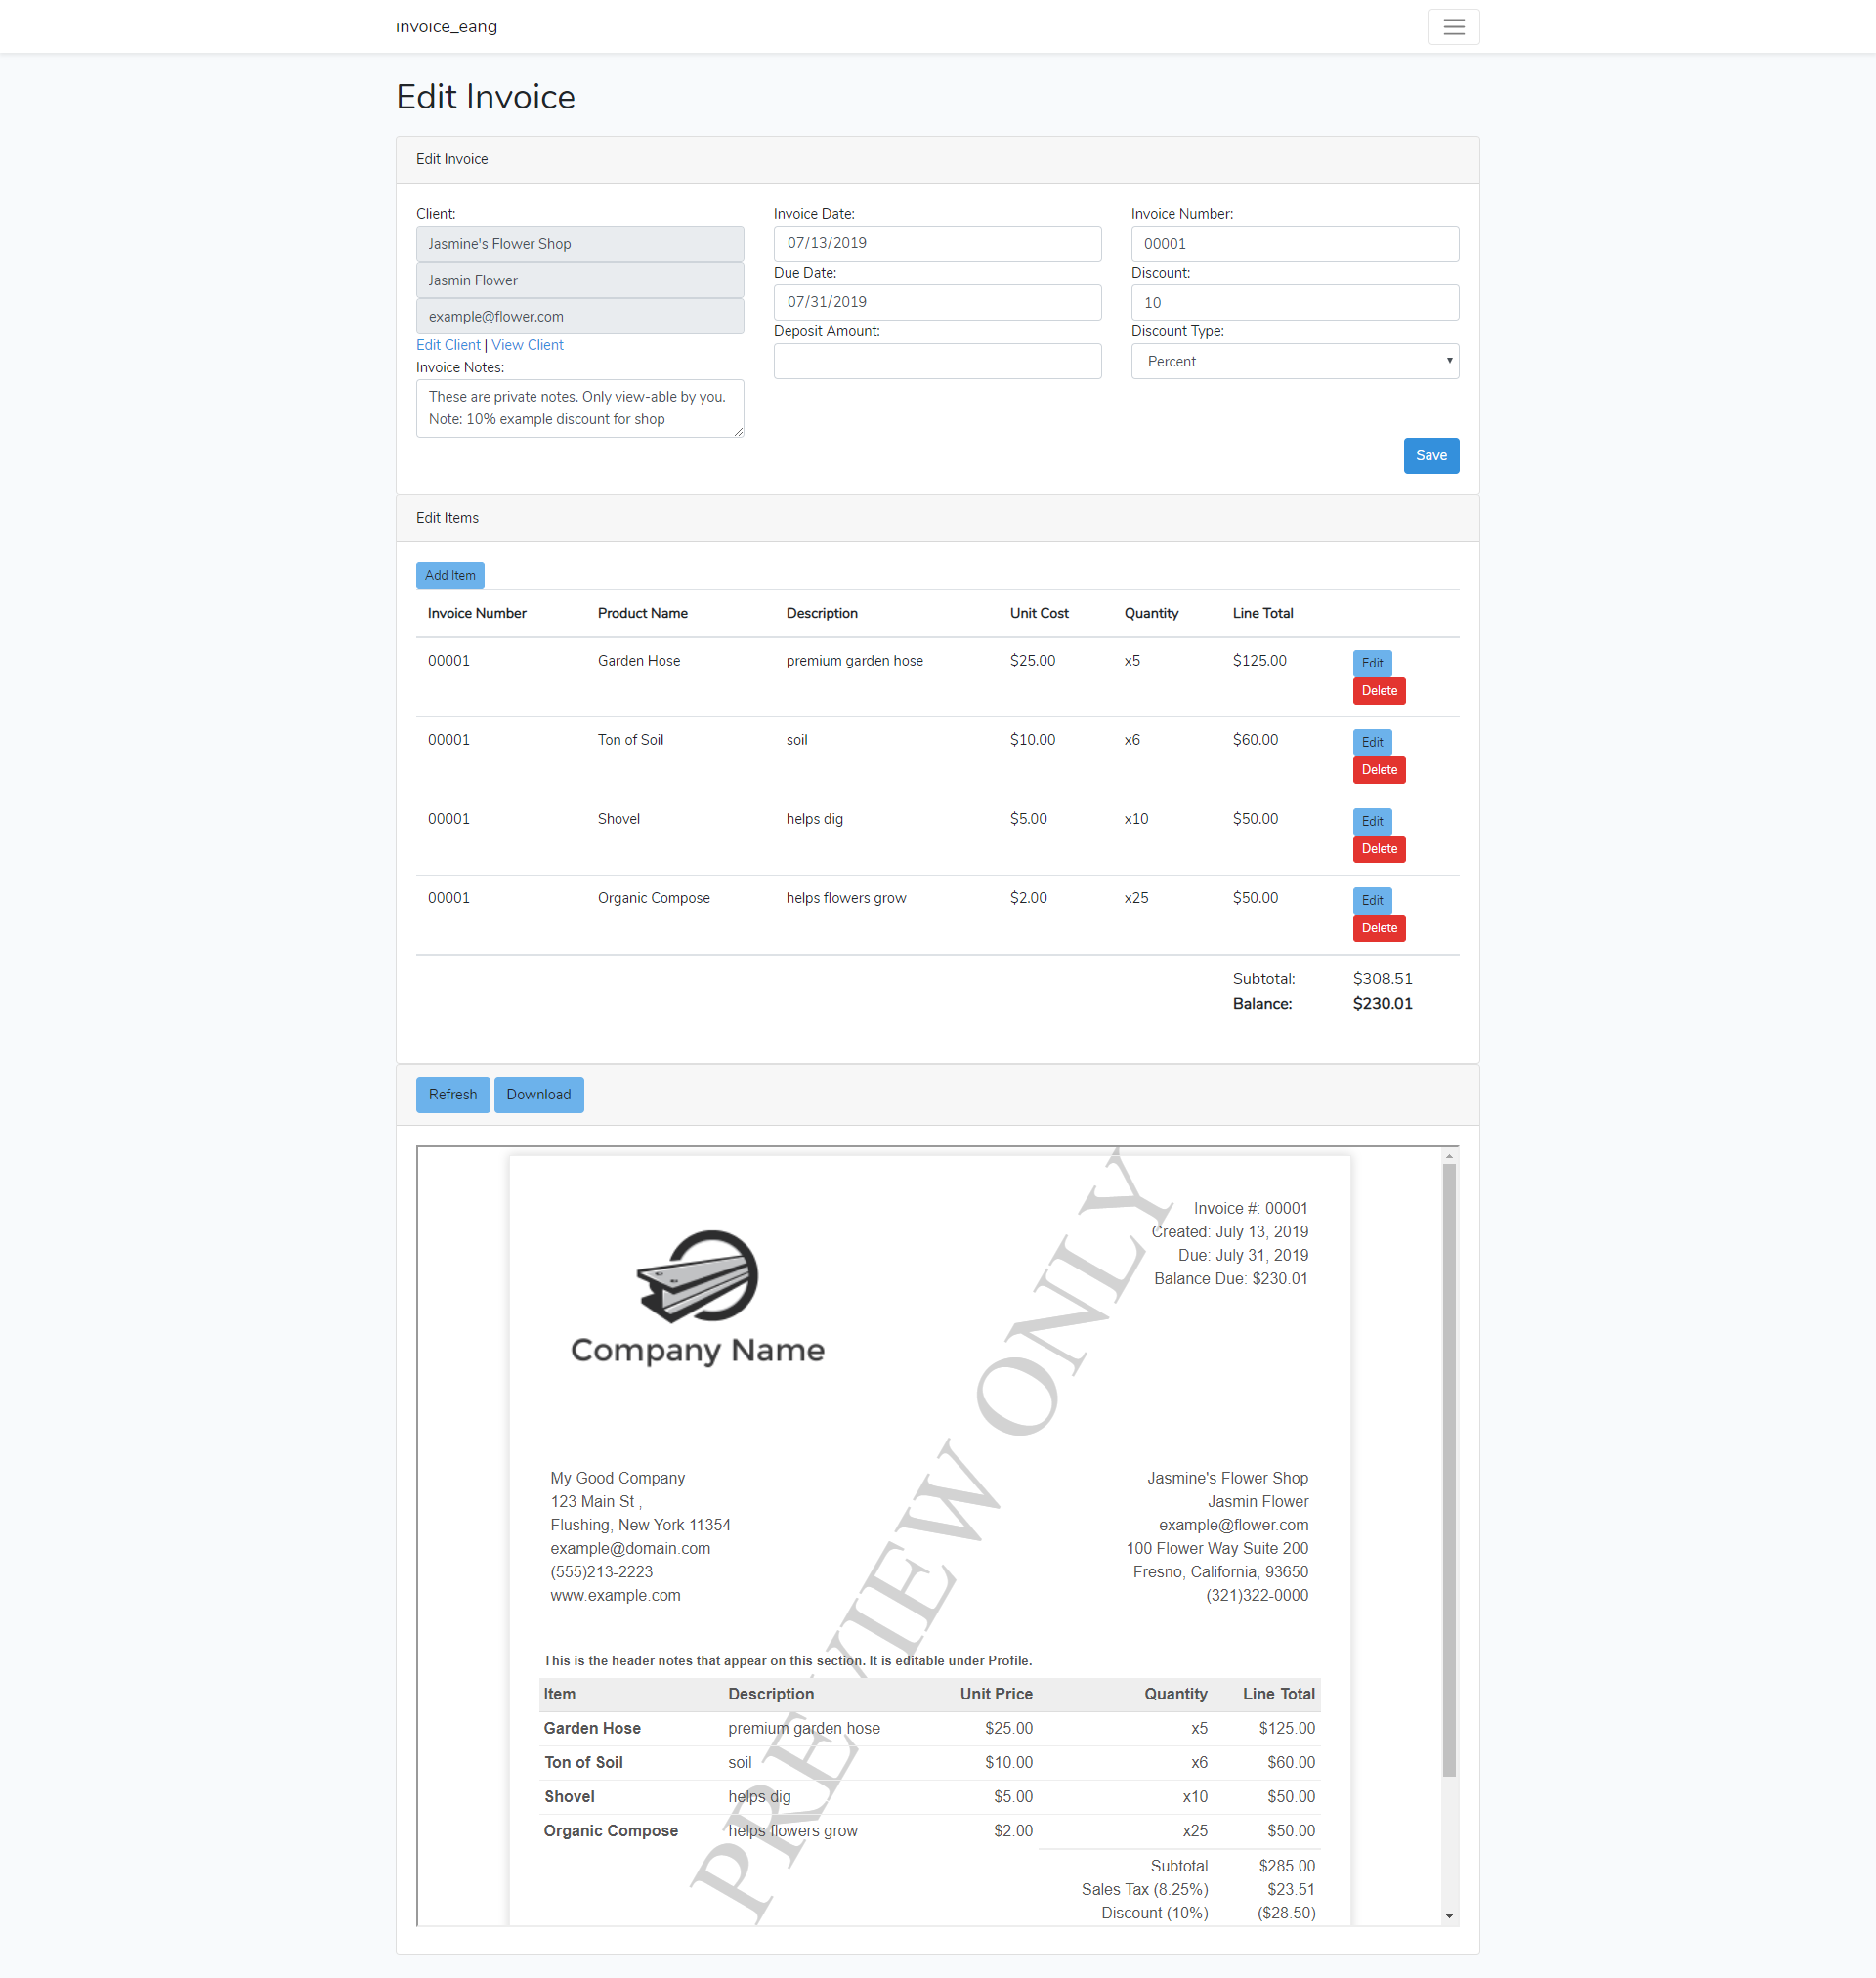 invoice_eang
Edit Invoice
Edit Invoice
Client:
Jasmine's Flower Shop
Jasmin Flower
example@flower.com
Edit Client | View Client
Invoice Notes:
These are private notes. Only view-able by you.
Note: 10% example discount for shop
Invoice Date:
07/13/2019
Due Date:
07/31/2019
Deposit Amount:
Invoice Number:
00001
Discount:
10
Discount Type:
Percent
Save
Edit Items
Add Item
Invoice Number Product Name Description Unit Cost Quantity Line Total
00001 Garden Hose premium garden hose $25.00 x5 $125.00 Edit
Delete
00001 Ton of Soil soil $10.00 x6 $60.00 Edit
Delete
00001 Shovel helps dig $5.00 x10 $50.00 Edit
Delete
00001 Organic Compose helps flowers grow $2.00 x25 $50.00 Edit
Delete
Subtotal: $308.51
Balance: $230.01
Refresh Download
PREVIEW ONLY
Company Name
Invoice #: 00001
Created: July 13, 2019
Due: July 31, 2019
Balance Due: $230.01
My Good Company
123 Main St ,
Flushing, New York 11354
example@domain.com
(555)213-2223
www.example.com
Jasmine's Flower Shop
Jasmin Flower
example@flower.com
100 Flower Way Suite 200
Fresno, California, 93650
(321)322-0000
This is the header notes that appear on this section. It is editable under Profile.
Item Description Unit Price Quantity Line Total
Garden Hose premium garden hose $25.00 x5 $125.00
Ton of Soil soil $10.00 x6 $60.00
Shovel helps dig $5.00 x10 $50.00
Organic Compose helps flowers grow $2.00 x25 $50.00
Subtotal $285.00
Sales Tax (8.25%) $23.51
Discount (10%) ($28.50)